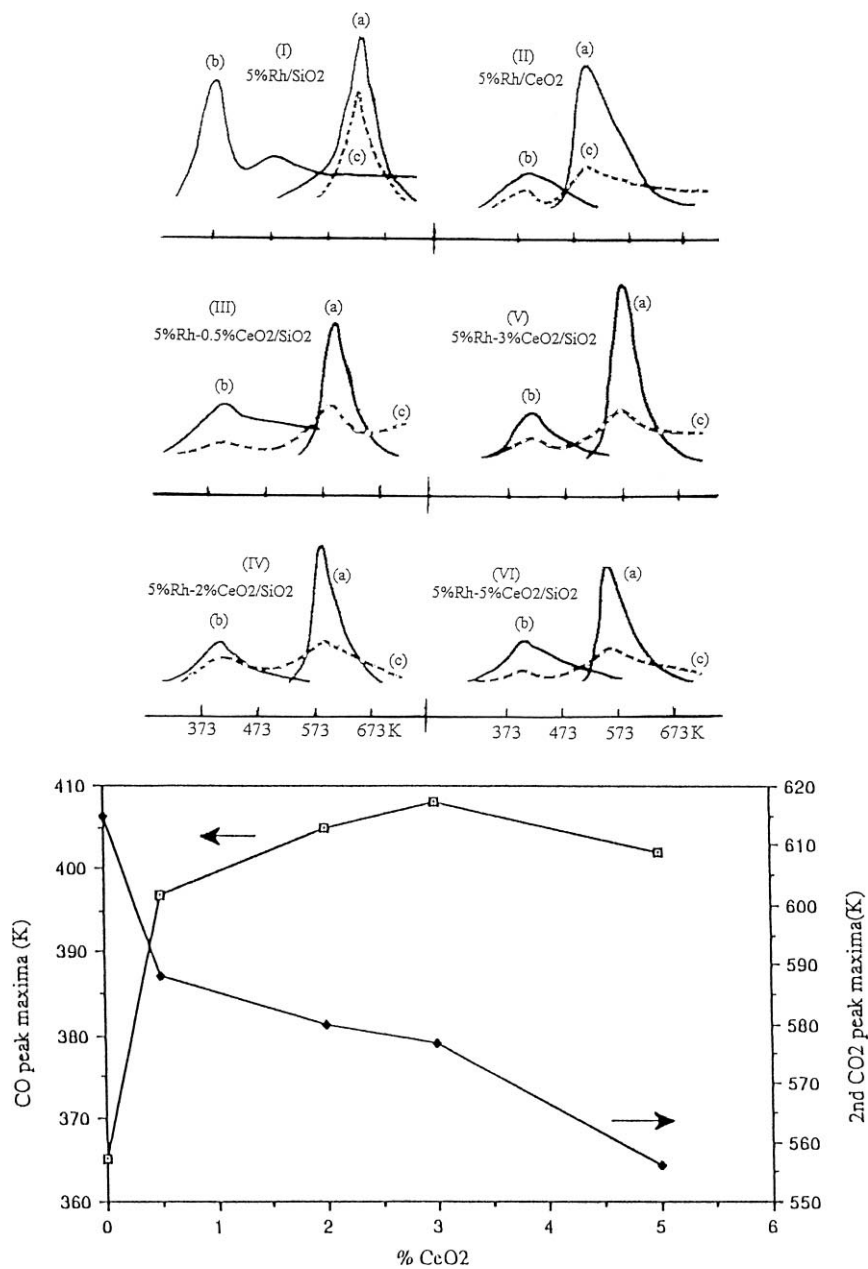 (I)
5%Rh/SiO2
(a)
(b)
(c)
(II)
5%Rh/CeO2
(a)
(b)
(c)
(III)
5%Rh-0.5%CeO2/SiO2
(a)
(b)
(c)
(V)
5%Rh-3%CeO2/SiO2
(a)
(b)
(c)
(IV)
5%Rh-2%CeO2/SiO2
(a)
(b)
(c)
(VI)
5%Rh-5%CeO2/SiO2
(a)
(b)
(c)
373 473 573 673 K 373 473 573 673 K
410
400
390
380
370
360
CO peak maxima (K)
620
610
600
590
580
570
560
550
2nd CO2 peak maxima(K)
0 1 2 3 4 5 6
% CeO2